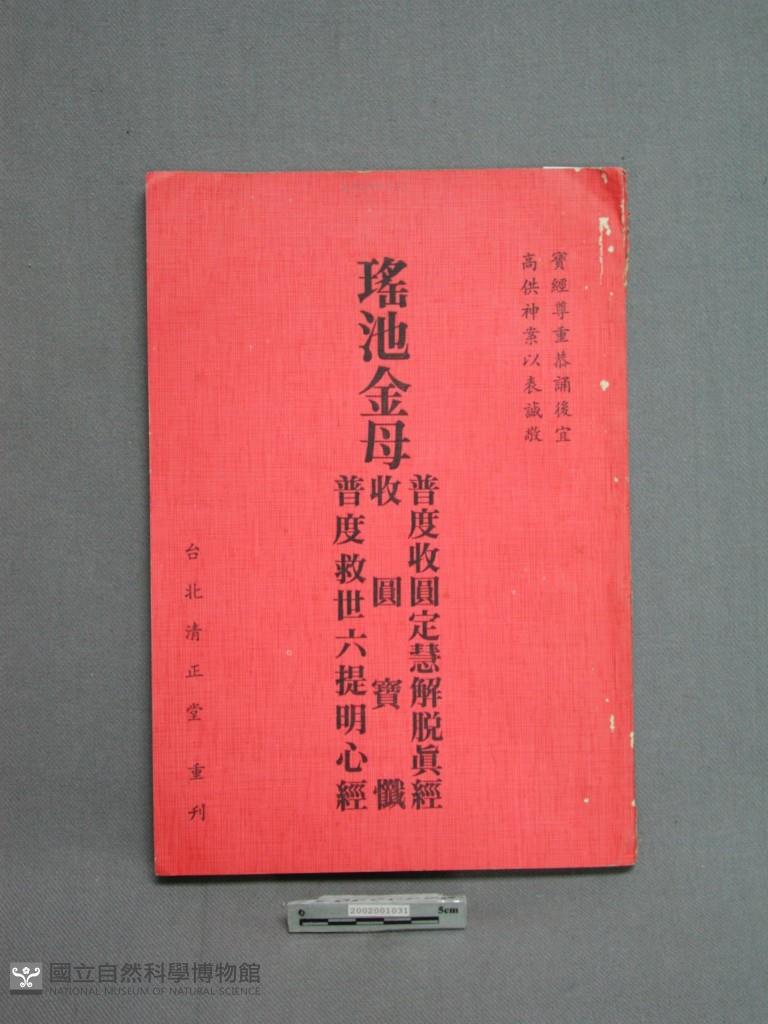 寶經尊重恭誦後宜
高供神案以表誠敬
瑤池金母
普度收圓定慧解脫眞經
收圓寶懺
普度救世六提明心經
台北清正堂 重刊
2002001031
5cm
國立自然科學博物館
NATIONAL MUSEUM OF NATURAL SCIENCE